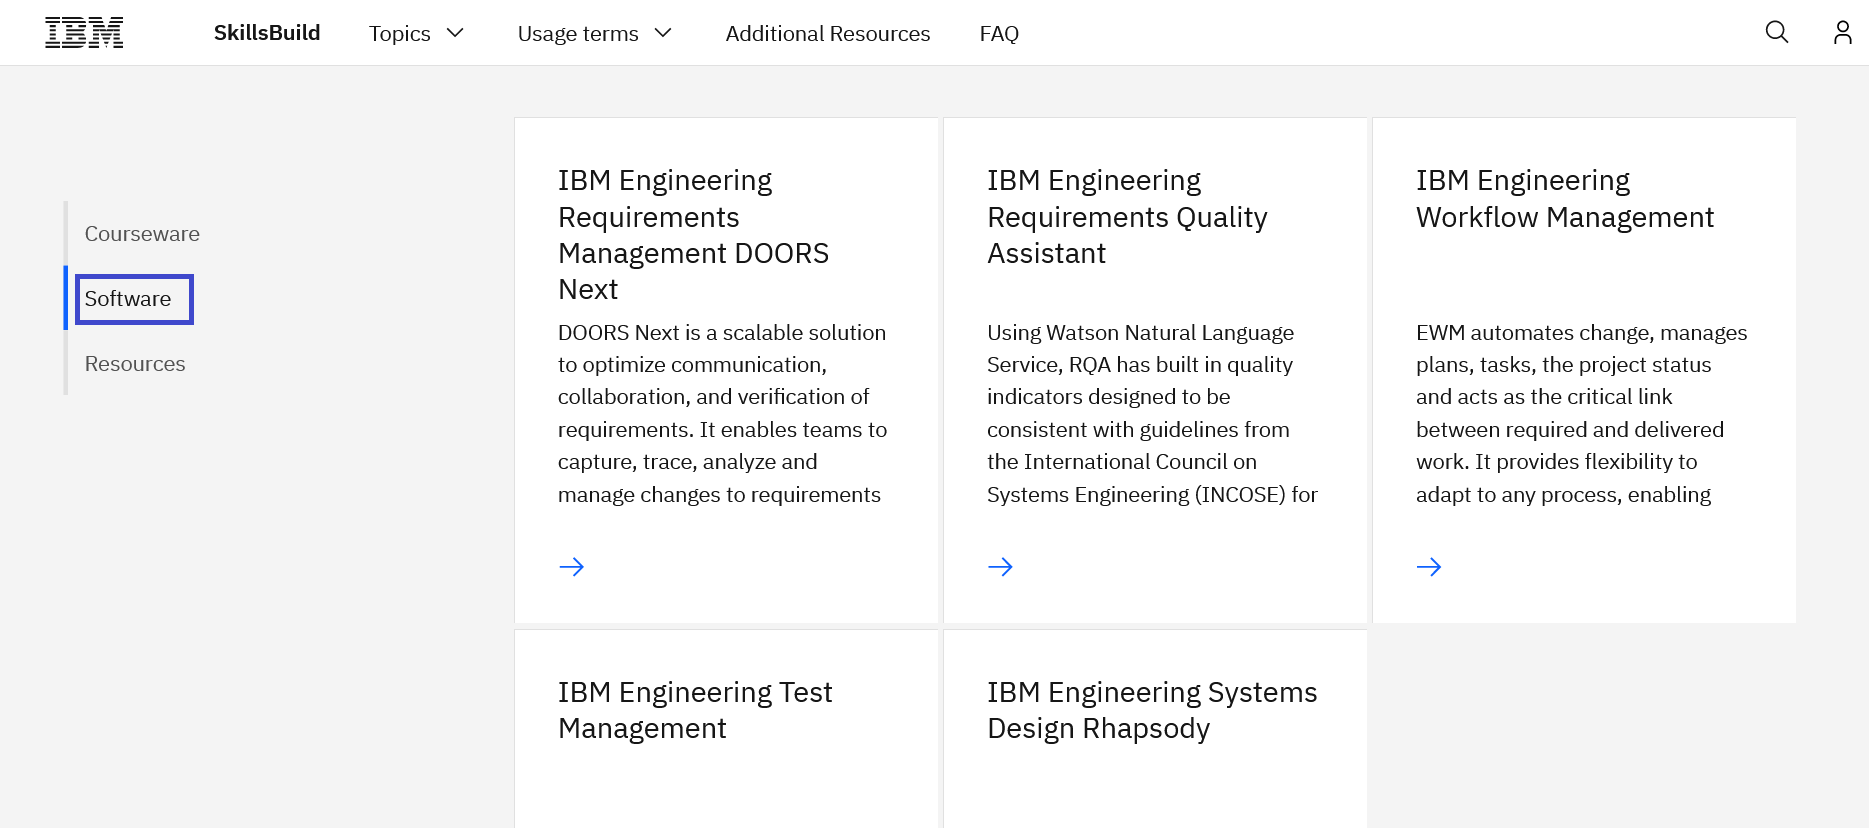 IBM
SkillsBuild
Topics
Usage terms
Additional Resources
FAQ
Courseware
Software
Resources
IBM Engineering
Requirements
Management DOORS
Next
DOORS Next is a scalable solution
to optimize communication,
collaboration, and verification of
requirements. It enables teams to
capture, trace, analyze and
manage changes to requirements
IBM Engineering
Requirements Quality
Assistant
Using Watson Natural Language
Service, RQA has built in quality
indicators designed to be
consistent with guidelines from
the International Council on
Systems Engineering (INCOSE) for
IBM Engineering
Workflow Management
EWM automates change, manages
plans, tasks, the project status
and acts as the critical link
between required and delivered
work. It provides flexibility to
adapt to any process, enabling
IBM Engineering Test
Management
IBM Engineering Systems
Design Rhapsody